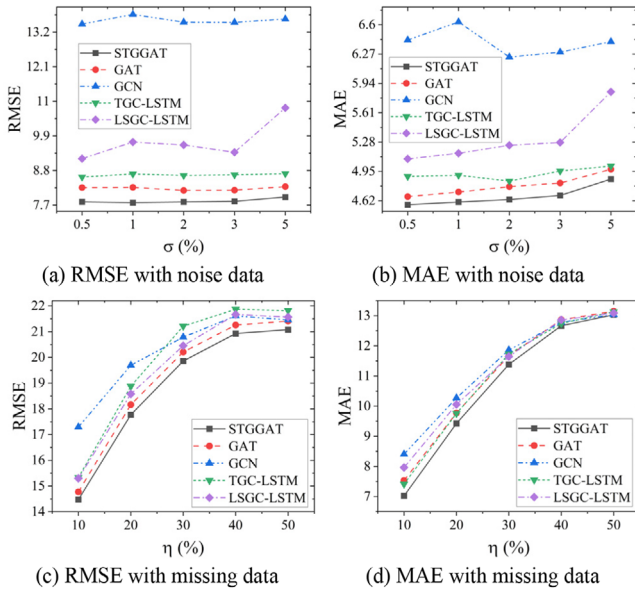 RMSE
13.2
12.1
11
9.9
8.8
7.7
STGGAT
GAT
GCN
TGC-LSTM
LSGC-LSTM
0.5 1 2 3 5
σ (%)
(a) RMSE with noise data
MAE
6.6
6.27
5.94
5.61
5.28
4.95
4.62
STGGAT
GAT
GCN
TGC-LSTM
LSGC-LSTM
0.5 1 2 3 5
σ (%)
(b) MAE with noise data
RMSE
22
21
20
19
18
17
16
15
14
STGGAT
GAT
GCN
TGC-LSTM
LSGC-LSTM
10 20 30 40 50
η (%)
(c) RMSE with missing data
MAE
13
12
11
10
9
8
7
STGGAT
GAT
GCN
TGC-LSTM
LSGC-LSTM
10 20 30 40 50
η (%)
(d) MAE with missing data